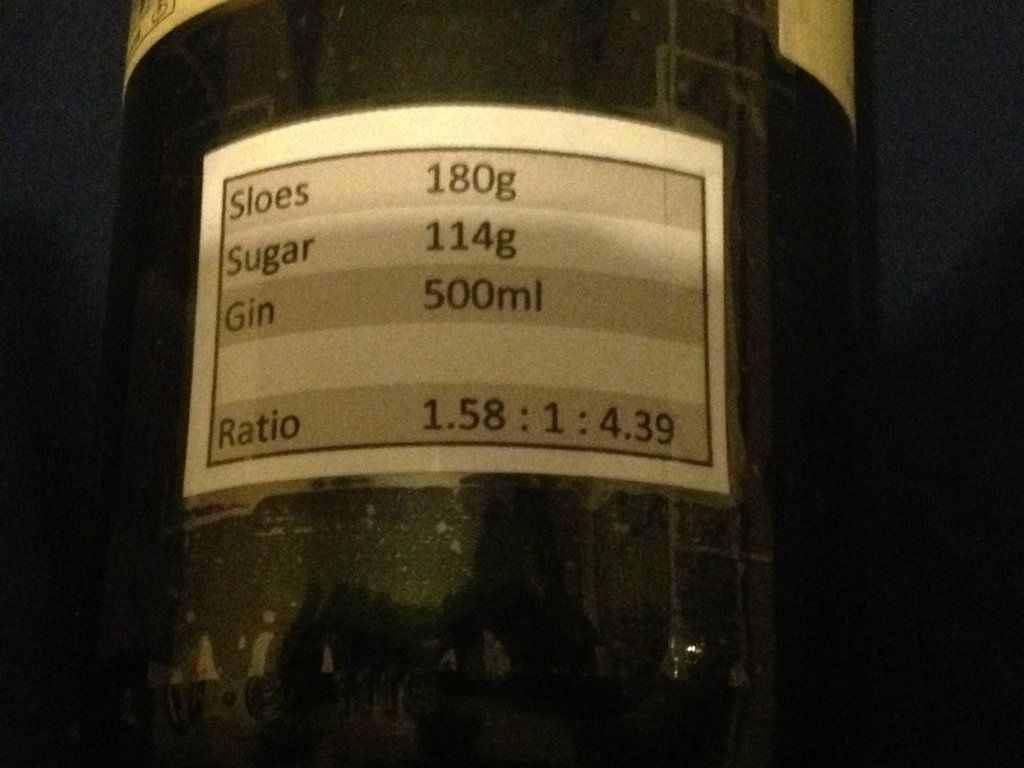 Sloes 180g
Sugar 114g
Gin 500ml
Ratio 1.58 : 1 : 4.39